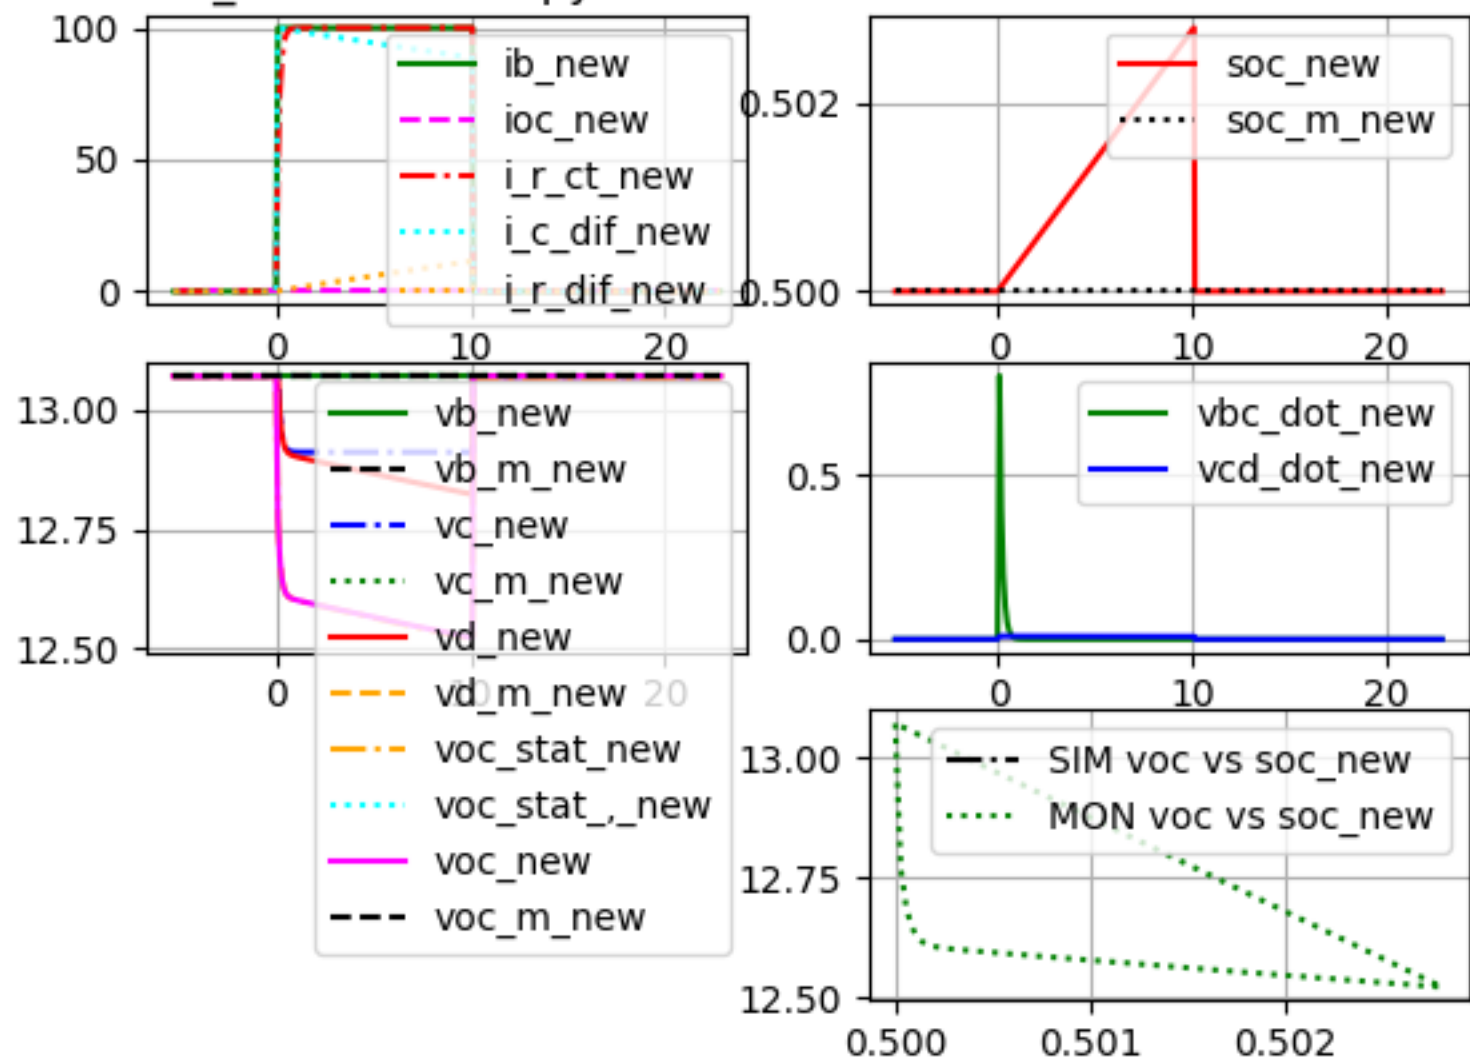 100
50
0
0
10
20
ib_new
ioc_new
i_r_ct_new
i_c_dif_new
i_r_dif_new
0.502
0.500
0
10
20
soc_new
soc_m_new
13.00
12.75
12.50
0
10
20
vb_new
vb_m_new
vc_new
vc_m_new
vd_new
vd_m_new
voc_stat_new
voc_stat_,_new
voc_new
voc_m_new
0.5
0.0
0
10
20
vbc_dot_new
vcd_dot_new
13.00
12.75
12.50
0.500
0.501
0.502
SIM voc vs soc_new
MON voc vs soc_new